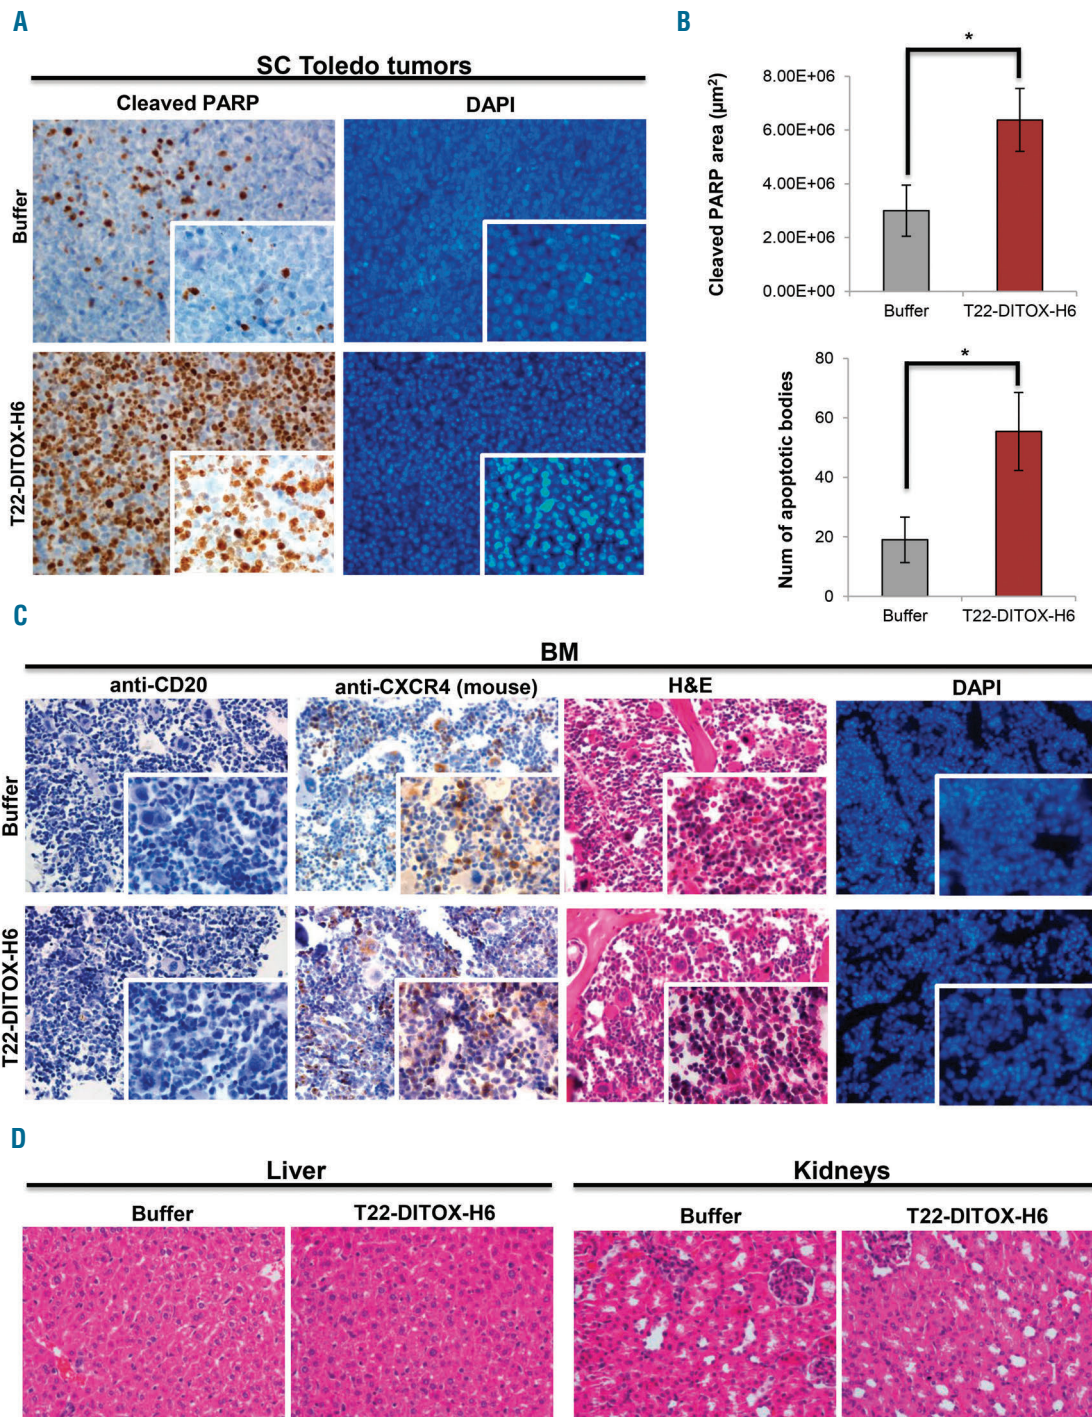 A
SC Toledo tumors
Cleaved PARP
DAPI
Buffer
T22-DITOX-H6
B
*
Cleaved PARP area (µm²)
8.00E+06
6.00E+06
4.00E+06
2.00E+06
0.00E+00
Buffer
T22-DITOX-H6
*
Num of apoptotic bodies
80
60
40
20
0
Buffer
T22-DITOX-H6
C
BM
anti-CD20
anti-CXCR4 (mouse)
H&E
DAPI
Buffer
T22-DITOX-H6
D
Liver
Kidneys
Buffer
T22-DITOX-H6
Buffer
T22-DITOX-H6